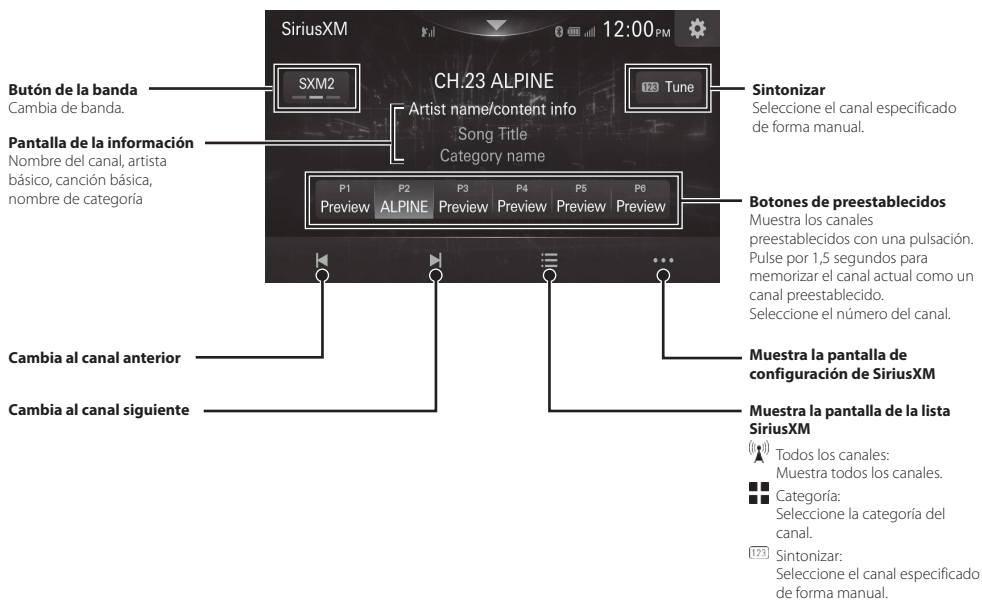 SiriusXM
12:00 PM
SXM2
CH.23 ALPINE
123 Tune
Artist name/content info
Song Title
Category name
P1 P2 P3 P4 P5 P6
Preview ALPINE Preview Preview Preview Preview
Butón de la banda
Cambia de banda.
Pantalla de la información
Nombre del canal, artista
básico, canción básica,
nombre de categoría
Cambia al canal anterior
Cambia al canal siguiente
Sintonizar
Seleccione el canal especificado
de forma manual.
Botones de preestablecidos
Muestra los canales
preestablecidos con una pulsación.
Pulse por 1,5 segundos para
memorizar el canal actual como un
canal preestablecido.
Seleccione el número del canal.
Muestra la pantalla de
configuración de SiriusXM
Muestra la pantalla de la lista
SiriusXM
Todos los canales:
Muestra todos los canales.
Categoría:
Seleccione la categoría del
canal.
123 Sintonizar:
Seleccione el canal especificado
de forma manual.